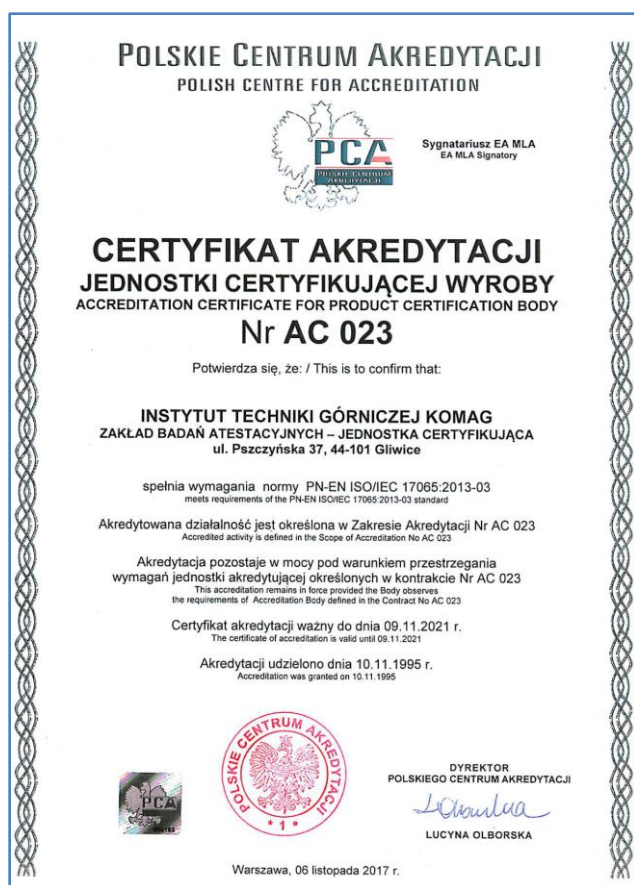 POLSKIE CENTRUM AKREDYTACJI
POLISH CENTRE FOR ACCREDITATION
PCA
POLSKIE CENTRUM
AKREDYTACJI
Sygnatariusz EA MLA
EA MLA Signatory
CERTYFIKAT AKREDYTACJI
JEDNOSTKI CERTYFIKUJĄCEJ WYROBY
ACCREDITATION CERTIFICATE FOR PRODUCT CERTIFICATION BODY
Nr AC 023
Potwierdza się, że: / This is to confirm that:
INSTYTUT TECHNIKI GÓRNICZEJ KOMAG
ZAKŁAD BADAŃ ATESTACYJNYCH – JEDNOSTKA CERTYFIKUJĄCA
ul. Pszczyńska 37, 44-101 Gliwice
spełnia wymagania normy PN-EN ISO/IEC 17065:2013-03
meets requirements of the PN-EN ISO/IEC 17065:2013-03 standard
Akredytowana działalność jest określona w Zakresie Akredytacji Nr AC 023
Accredited activity is defined in the Scope of Accreditation No AC 023
Akredytacja pozostaje w mocy pod warunkiem przestrzegania
wymagań jednostki akredytującej określonych w kontrakcie Nr AC 023
This accreditation remains in force provided the Body observes
the requirements of Accreditation Body defined in the Contract No AC 023
Certyfikat akredytacji ważny do dnia 09.11.2021 r.
The certificate of accreditation is valid until 09.11.2021
Akredytacji udzielono dnia 10.11.1995 r.
Accreditation was granted on 10.11.1995
POLSKIE CENTRUM AKREDYTACJI
* 1 *
PCA
DYREKTOR
POLSKIEGO CENTRUM AKREDYTACJI
LUCYNA OLBORSKA
Warszawa, 06 listopada 2017 r.